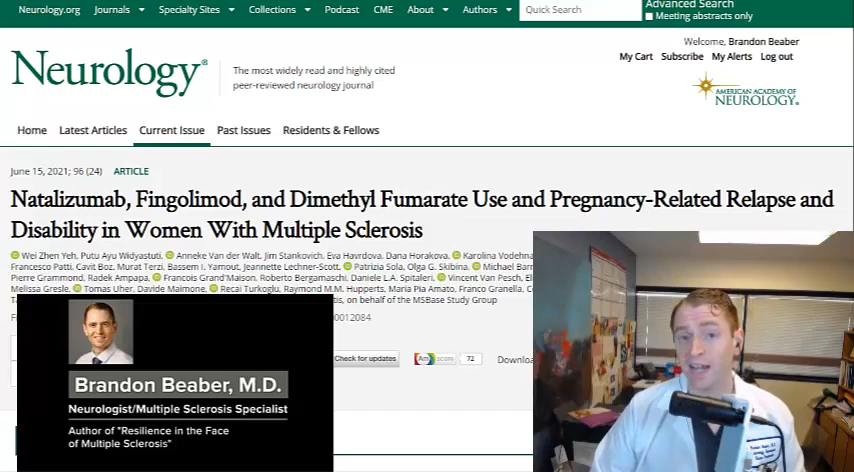 Neurology.org Journals Specialty Sites Collections Podcast CME About Authors Quick Search Advanced Search
Meeting abstracts only
Welcome, Brandon Beaber
My Cart Subscribe My Alerts Log out
Neurology®
The most widely read and highly cited
peer-reviewed neurology journal
AMERICAN ACADEMY OF
NEUROLOGY.
Home Latest Articles Current Issue Past Issues Residents & Fellows
June 15, 2021; 96 (24) ARTICLE
Natalizumab, Fingolimod, and Dimethyl Fumarate Use and Pregnancy-Related Relapse and
Disability in Women With Multiple Sclerosis
Wei Zhen Yeh, Putu Ayu Widyastuti, Anneke Van der Walt, Jim Stankovich, Eva Havrdova, Dana Horakova, Karolina Vodehna
Francesco Patti, Cavit Boz, Murat Terzi, Bassem I. Yamout, Jeannette Lechner-Scott, Patrizia Sola, Olga G. Skibina, Michael Barn
Pierre Grammond, Radek Ampapa, Francois Grand'Maison, Roberto Bergamaschi, Daniele L.A. Spitaleri, Vincent Van Pesch, El
Melissa Gresle, Tomas Uher, Davide Maimone, Recai Turkoglu, Raymond M.M. Hupperts, Maria Pia Amato, Franco Granella, C
tis, on behalf of the MSBase Study Group
0012084
Check for updates Am score 72 Downloa
Brandon Beaber, M.D.
Neurologist/Multiple Sclerosis Specialist
Author of "Resilience in the Face
of Multiple Sclerosis"